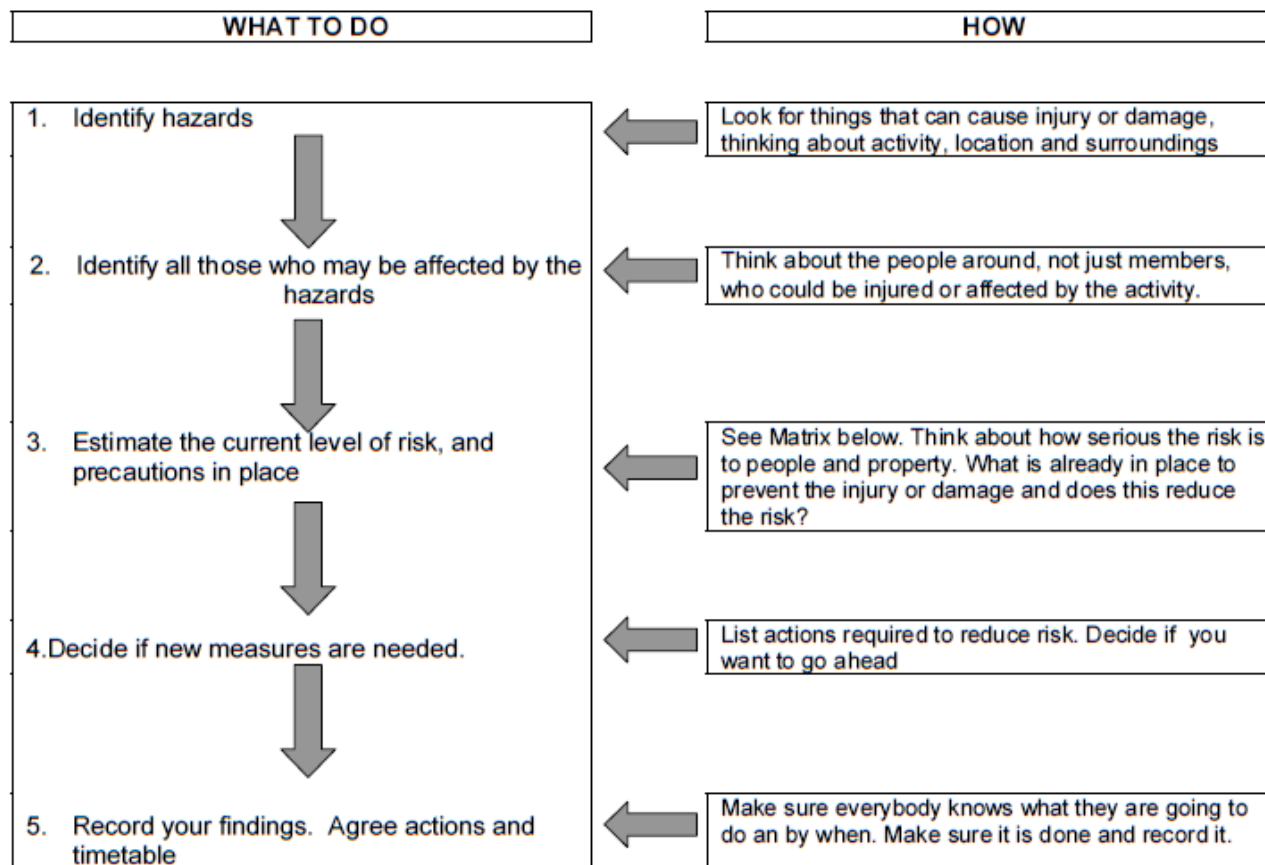 WHAT TO DO
HOW
1. Identify hazards
Look for things that can cause injury or damage,
thinking about activity, location and surroundings
2. Identify all those who may be affected by the
hazards
Think about the people around, not just members,
who could be injured or affected by the activity.
3. Estimate the current level of risk, and
precautions in place
See Matrix below. Think about how serious the risk is
to people and property. What is already in place to
prevent the injury or damage and does this reduce
the risk?
4.Decide if new measures are needed.
List actions required to reduce risk. Decide if you
want to go ahead
5. Record your findings. Agree actions and
timetable
Make sure everybody knows what they are going to
do an by when. Make sure it is done and record it.